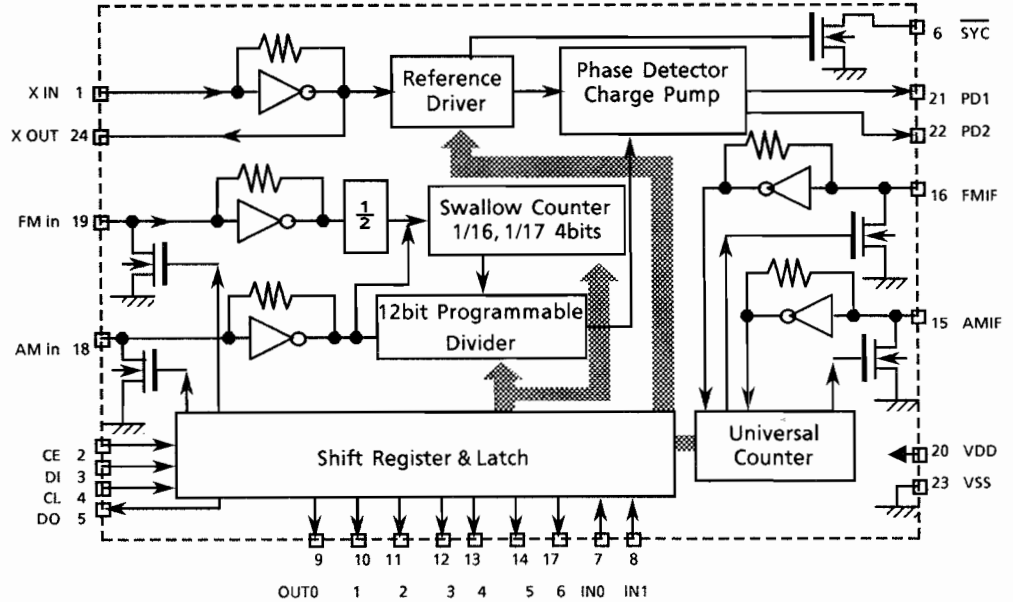 6 SYC
X IN 1
Reference
Driver
Phase Detector
Charge Pump
21 PD1
X OUT 24
22 PD2
FM in 19
1
2
Swallow Counter
1/16, 1/17 4bits
16 FMIF
12bit Programmable
Divider
AM in 18
15 AMIF
CE 2
DI 3
CL 4
DO 5
Shift Register & Latch
Universal
Counter
20 VDD
23 VSS
9 10 11 12 13 14 17 7 8
OUT0 1 2 3 4 5 6 IN0 IN1